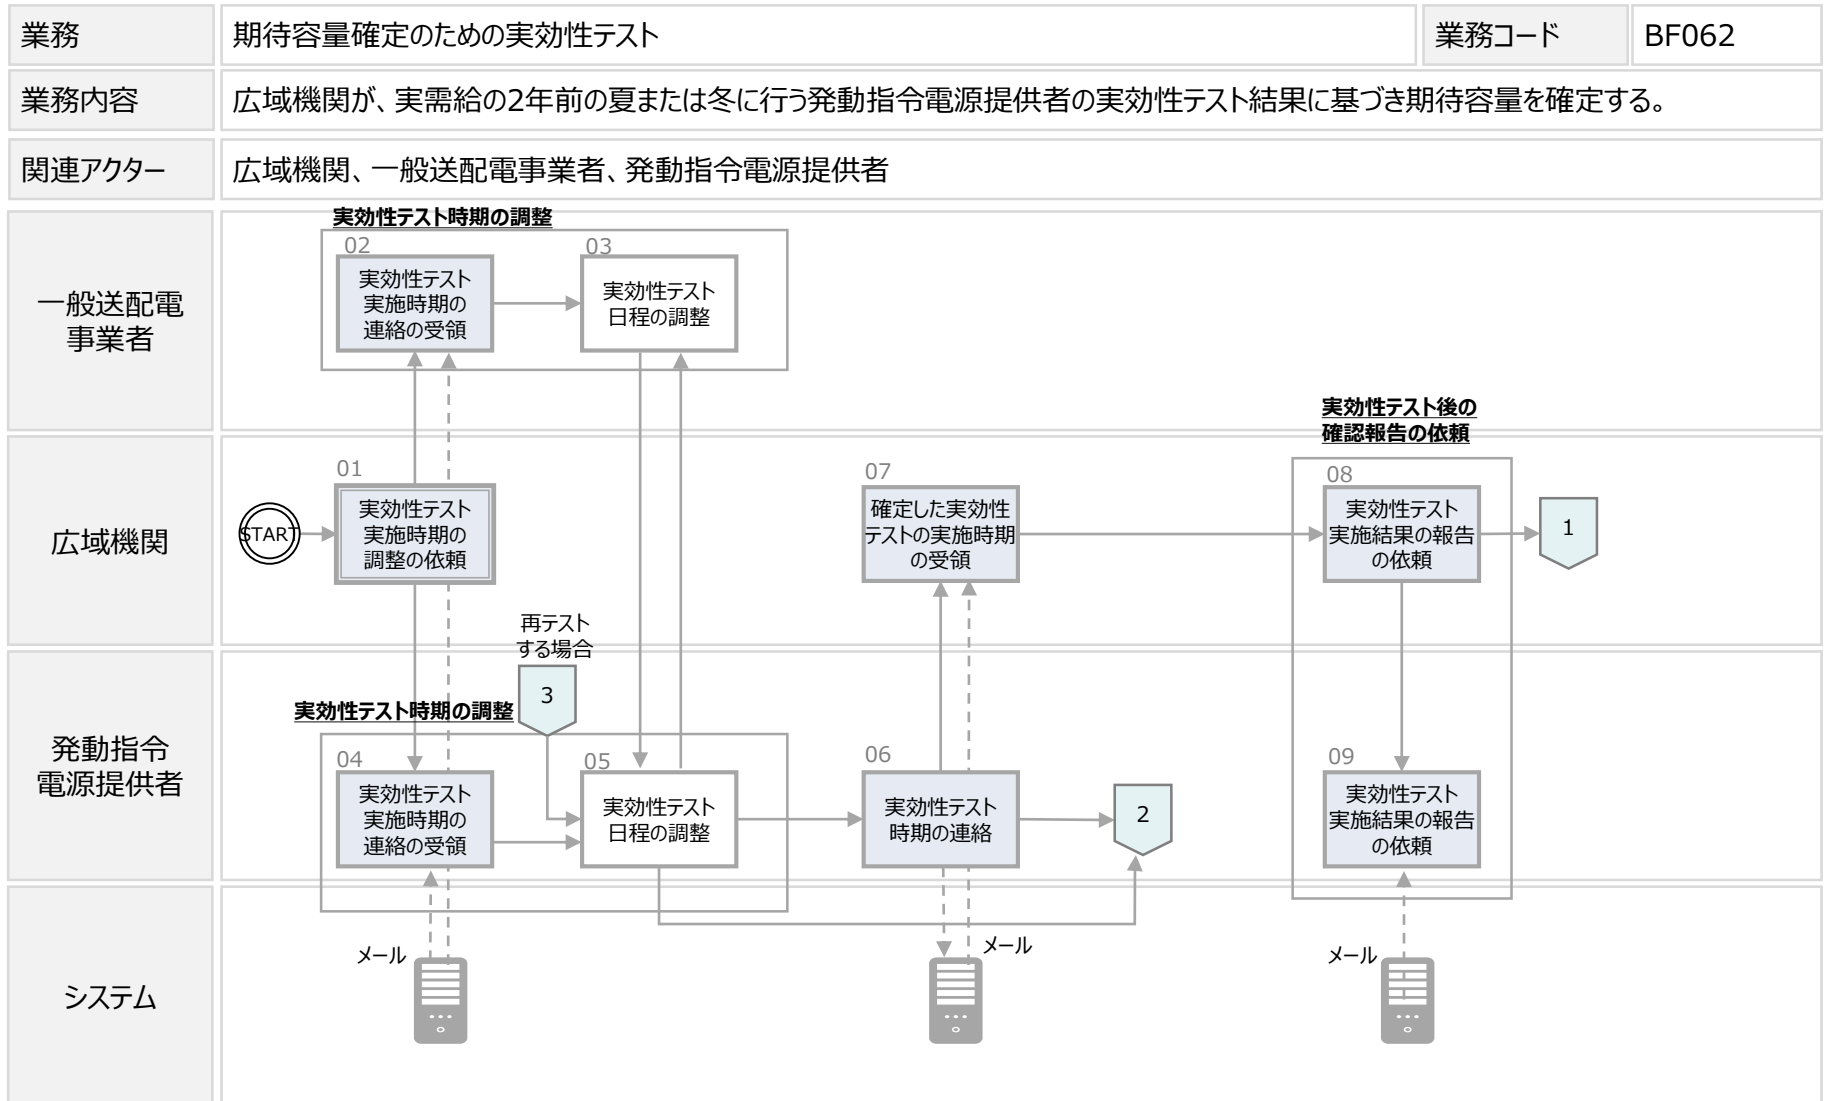 業務
期待容量確定のための実効性テスト
業務コード
BF062
業務内容
広域機関が、実需給の2年前の夏または冬に行う発動指令電源提供者の実効性テスト結果に基づき期待容量を確定する。
関連アクター
広域機関、一般送配電事業者、発動指令電源提供者
一般送配電
事業者
実効性テスト時期の調整
02
実効性テスト
実施時期の
連絡の受領
03
実効性テスト
日程の調整
広域機関
START
01
実効性テスト
実施時期の
調整の依頼
07
確定した実効性
テストの実施時期
の受領
実効性テスト後の
確認報告の依頼
08
実効性テスト
実施結果の報告
の依頼
1
発動指令
電源提供者
再テスト
する場合
3
実効性テスト時期の調整
04
実効性テスト
実施時期の
連絡の受領
05
実効性テスト
日程の調整
06
実効性テスト
時期の連絡
2
09
実効性テスト
実施結果の報告
の依頼
システム
メール
メール
メール